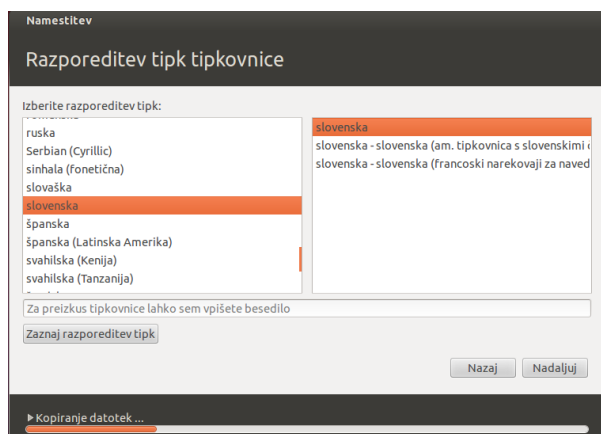 Namestitev
Razporeditev tipk tipkovnice
Izberite razporeditev tipk:
ruska
Serbian (Cyrillic)
sinhala (fonetična)
slovaška
slovenska
španska
španska (Latinska Amerika)
svahilska (Kenija)
svahilska (Tanzanija)
slovenska
slovenska - slovenska (am. tipkovnica s slovenskimi
slovenska - slovenska (francoski narekovaji za naved
Za preizkus tipkovnice lahko sem vpišete besedilo
Zaznaj razporeditev tipk
Nazaj
Nadaljuj
Kopiranje datotek ...